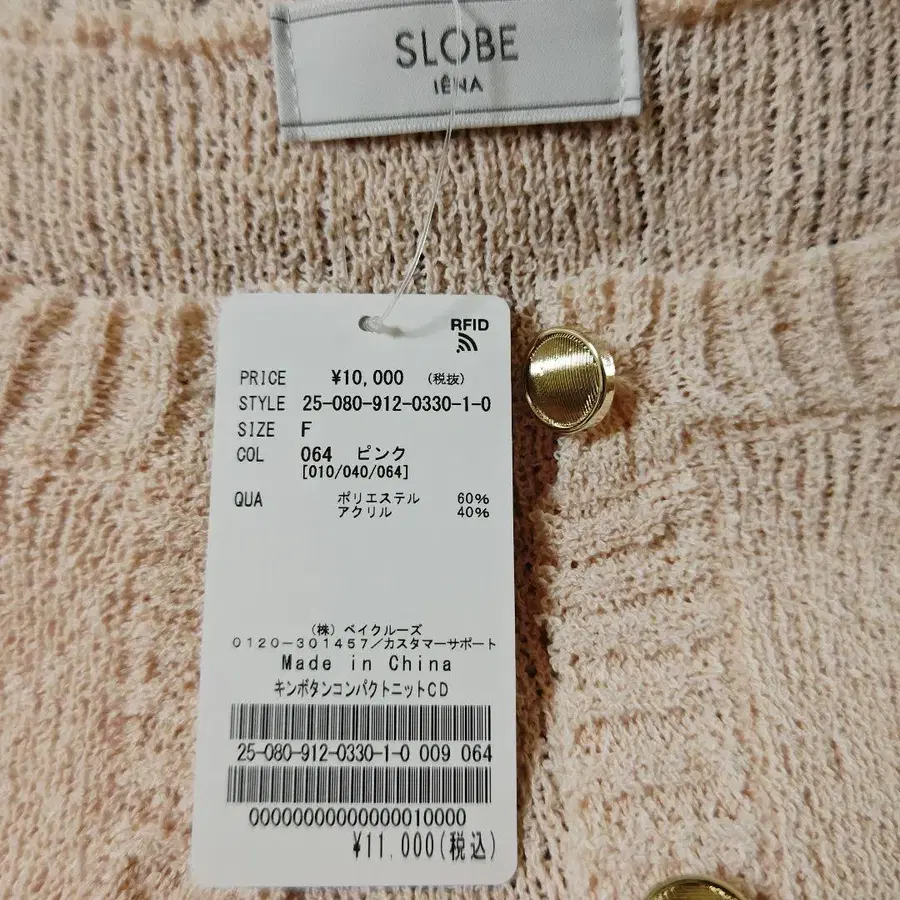 SLOBE
IÉNA
RFID
PRICE ¥10,000 (税抜)
STYLE 25-080-912-0330-1-0
SIZE F
COL 064 ピンク
[010/040/064]
QUA ポリエステル 60%
アクリル 40%
(株) ベイクルーズ
0120-301457/カスタマーサポート
Made in China
キンボタンコンパクトニットCD
25-080-912-0330-1-0 009 064
00000000000000010000
¥11,000(税込)